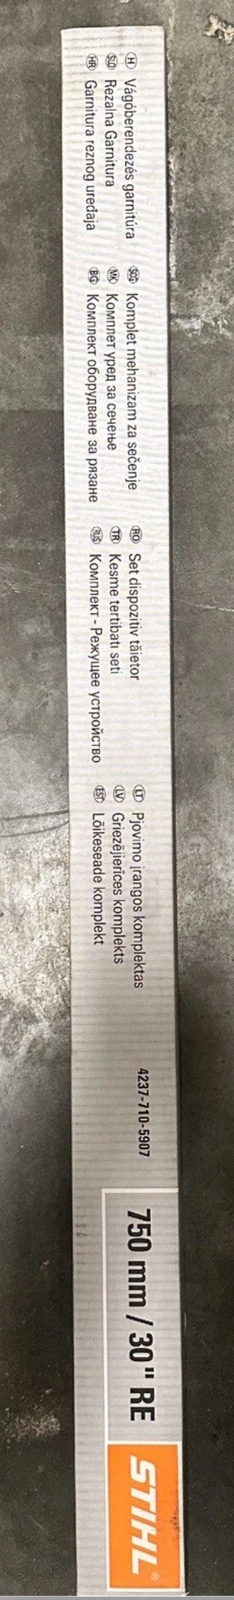 Ⓗ Vágóberendezés garnitúra
SLO Rezalna Garnitura
HR Garnitura reznog uređaja
SCG Komplet mehanizam za sečenje
MK Комплет уред за сечење
BG Комплект оборудване за рязане
RO Set dispozitiv tăietor
TR Kesme tertibatı seti
RUS Комплект - Режущее устройство
LT Pjovimo įrangos komplektas
LV Griezējierīces komplekts
EST Lõikeseade komplekt
4237-710-5907
750 mm / 30" RE
STIHL®